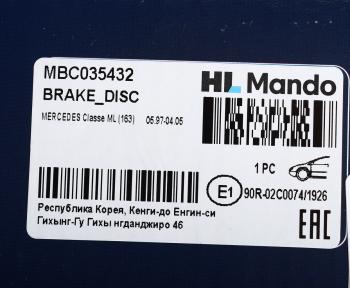 MBC035432
HL Mando
BRAKE_DISC
MERCEDES Classe ML (163) 05.97-04.05
1 PC
E1
90R-02C0074/1926
Республика Корея, Кенги-до Енгин-си
Гихынг-Гу Гихы нгданджиро 46
EAC